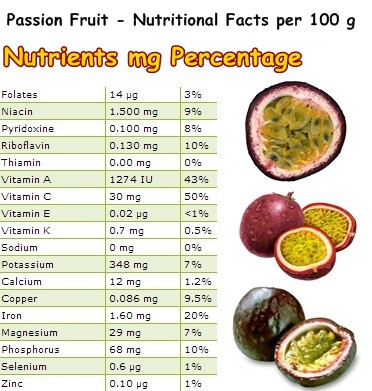 Passion Fruit - Nutritional Facts per 100 g
Nutrients mg Percentage
Folates 14 µg 3%
Niacin 1.500 mg 9%
Pyridoxine 0.100 mg 8%
Riboflavin 0.130 mg 10%
Thiamin 0.00 mg 0%
Vitamin A 1274 IU 43%
Vitamin C 30 mg 50%
Vitamin E 0.02 µg <1%
Vitamin K 0.7 mg 0.5%
Sodium 0 mg 0%
Potassium 348 mg 7%
Calcium 12 mg 1.2%
Copper 0.086 mg 9.5%
Iron 1.60 mg 20%
Magnesium 29 mg 7%
Phosphorus 68 mg 10%
Selenium 0.6 µg 1%
Zinc 0.10 µg 1%